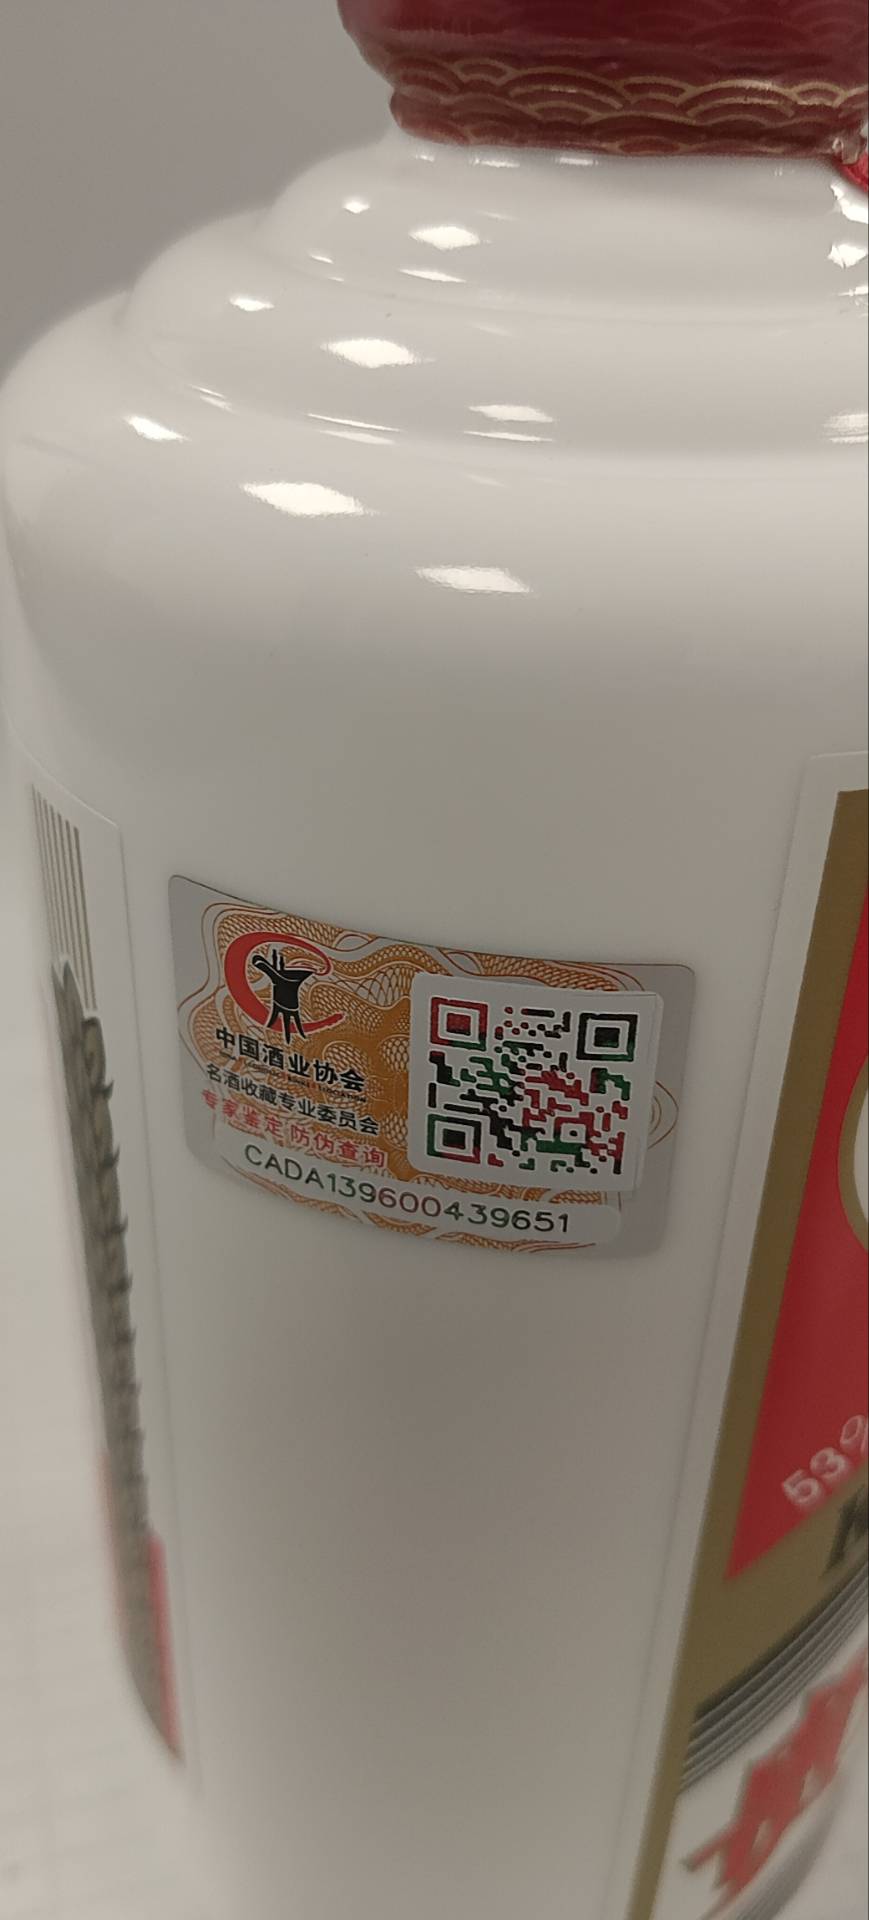 中国酒业协会
名酒收藏专业委员会
专家鉴定 防伪查询
CADA139600439651
53%